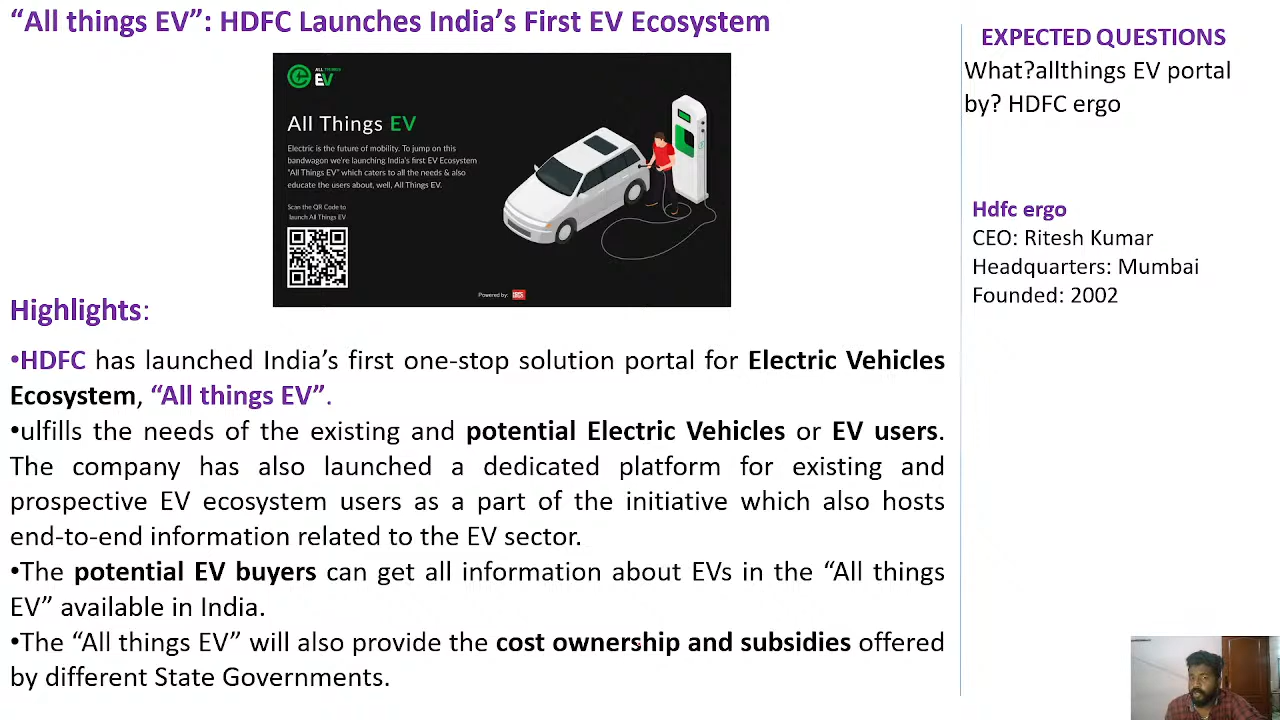 “All things EV”: HDFC Launches India’s First EV Ecosystem
ALL THINGS
EV
All Things EV
Electric is the future of mobility. To jump on this
bandwagon we're launching India's first EV Ecosystem
"All Things EV" which caters to all the needs & also
educate the users about, well, All Things EV.
Scan the QR Code to
launch All Things EV
Powered by:
Highlights:
•HDFC has launched India’s first one-stop solution portal for Electric Vehicles
Ecosystem, “All things EV”.
•ulfills the needs of the existing and potential Electric Vehicles or EV users.
The company has also launched a dedicated platform for existing and
prospective EV ecosystem users as a part of the initiative which also hosts
end-to-end information related to the EV sector.
•The potential EV buyers can get all information about EVs in the “All things
EV” available in India.
•The “All things EV” will also provide the cost ownership and subsidies offered
by different State Governments.
EXPECTED QUESTIONS
What?allthings EV portal
by? HDFC ergo
Hdfc ergo
CEO: Ritesh Kumar
Headquarters: Mumbai
Founded: 2002